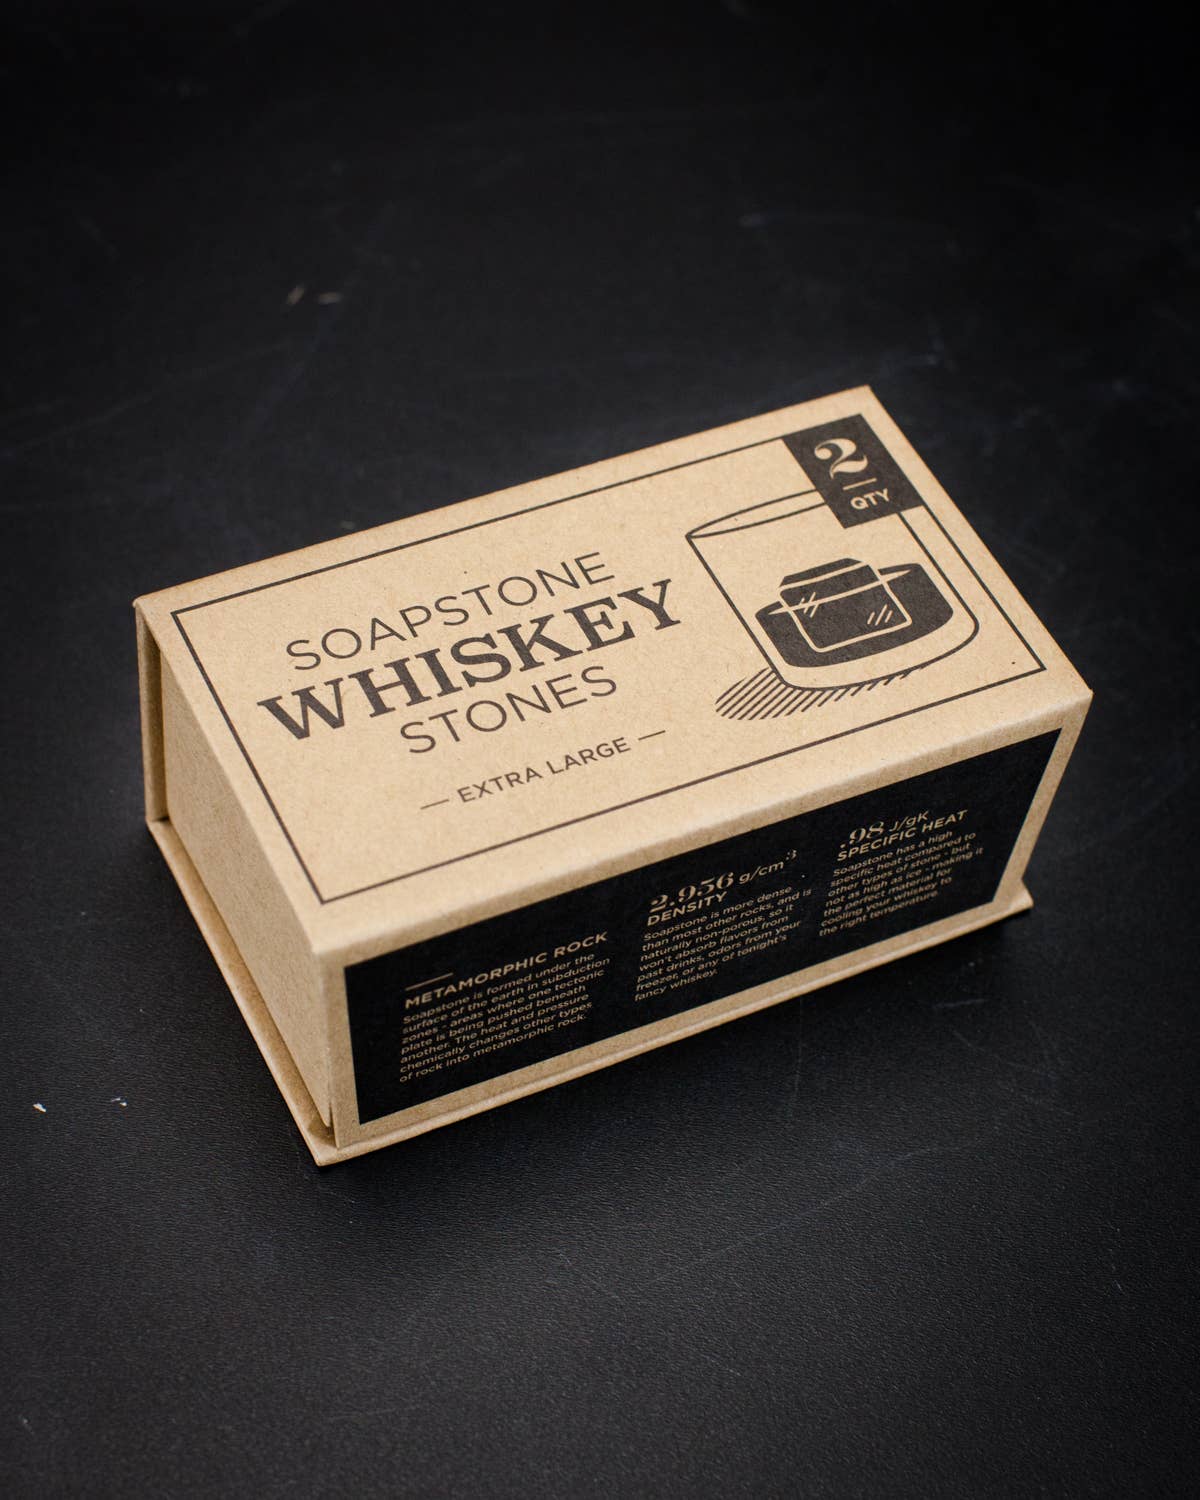 2
QTY
SOAPSTONE
WHISKEY
STONES
— EXTRA LARGE —
METAMORPHIC ROCK
Soapstone is formed under the
surface of the earth in subduction
zones - areas where one tectonic
plate is being pushed beneath
another. The heat and pressure
chemically changes other types
of rock into metamorphic rock.
2.956 g/cm³
DENSITY
Soapstone is more dense
than most other rocks, and is
naturally non-porous, so it
won't absorb flavors from
past drinks, odors from your
freezer, or any of tonight's
fancy whiskey.
.98 J/gK
SPECIFIC HEAT
Soapstone has a high
specific heat compared to
other types of stone - but
not as high as ice - making it
the perfect material for
cooling your whiskey to
the right temperature.